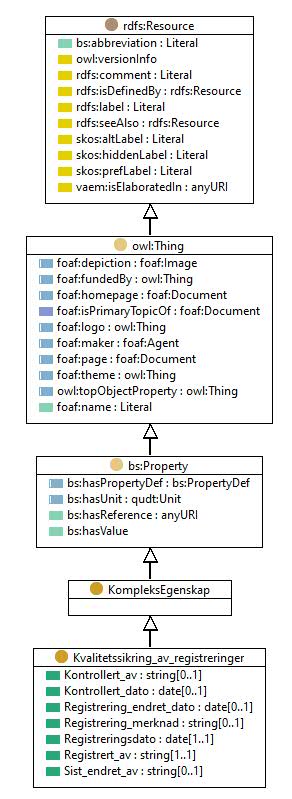 rdfs:Resource
bs:abbreviation : Literal
owl:versionInfo
rdfs:comment : Literal
rdfs:isDefinedBy : rdfs:Resource
rdfs:label : Literal
rdfs:seeAlso : rdfs:Resource
skos:altLabel : Literal
skos:hiddenLabel : Literal
skos:prefLabel : Literal
vaem:isElaboratedIn : anyURI
owl:Thing
foaf:depiction : foaf:Image
foaf:fundedBy : owl:Thing
foaf:homepage : foaf:Document
foaf:isPrimaryTopicOf : foaf:Document
foaf:logo : owl:Thing
foaf:maker : foaf:Agent
foaf:page : foaf:Document
foaf:theme : owl:Thing
owl:topObjectProperty : owl:Thing
foaf:name : Literal
bs:Property
bs:hasPropertyDef : bs:PropertyDef
bs:hasUnit : qudt:Unit
bs:hasReference : anyURI
bs:hasValue
KompleksEgenskap
Kvalitetssikring_av_registreringer
Kontrollert_av : string[0..1]
Kontrollert_dato : date[0..1]
Registrering_endret_dato : date[0..1]
Registrering_merknad : string[0..1]
Registreringsdato : date[1..1]
Registrert_av : string[1..1]
Sist_endret_av : string[0..1]